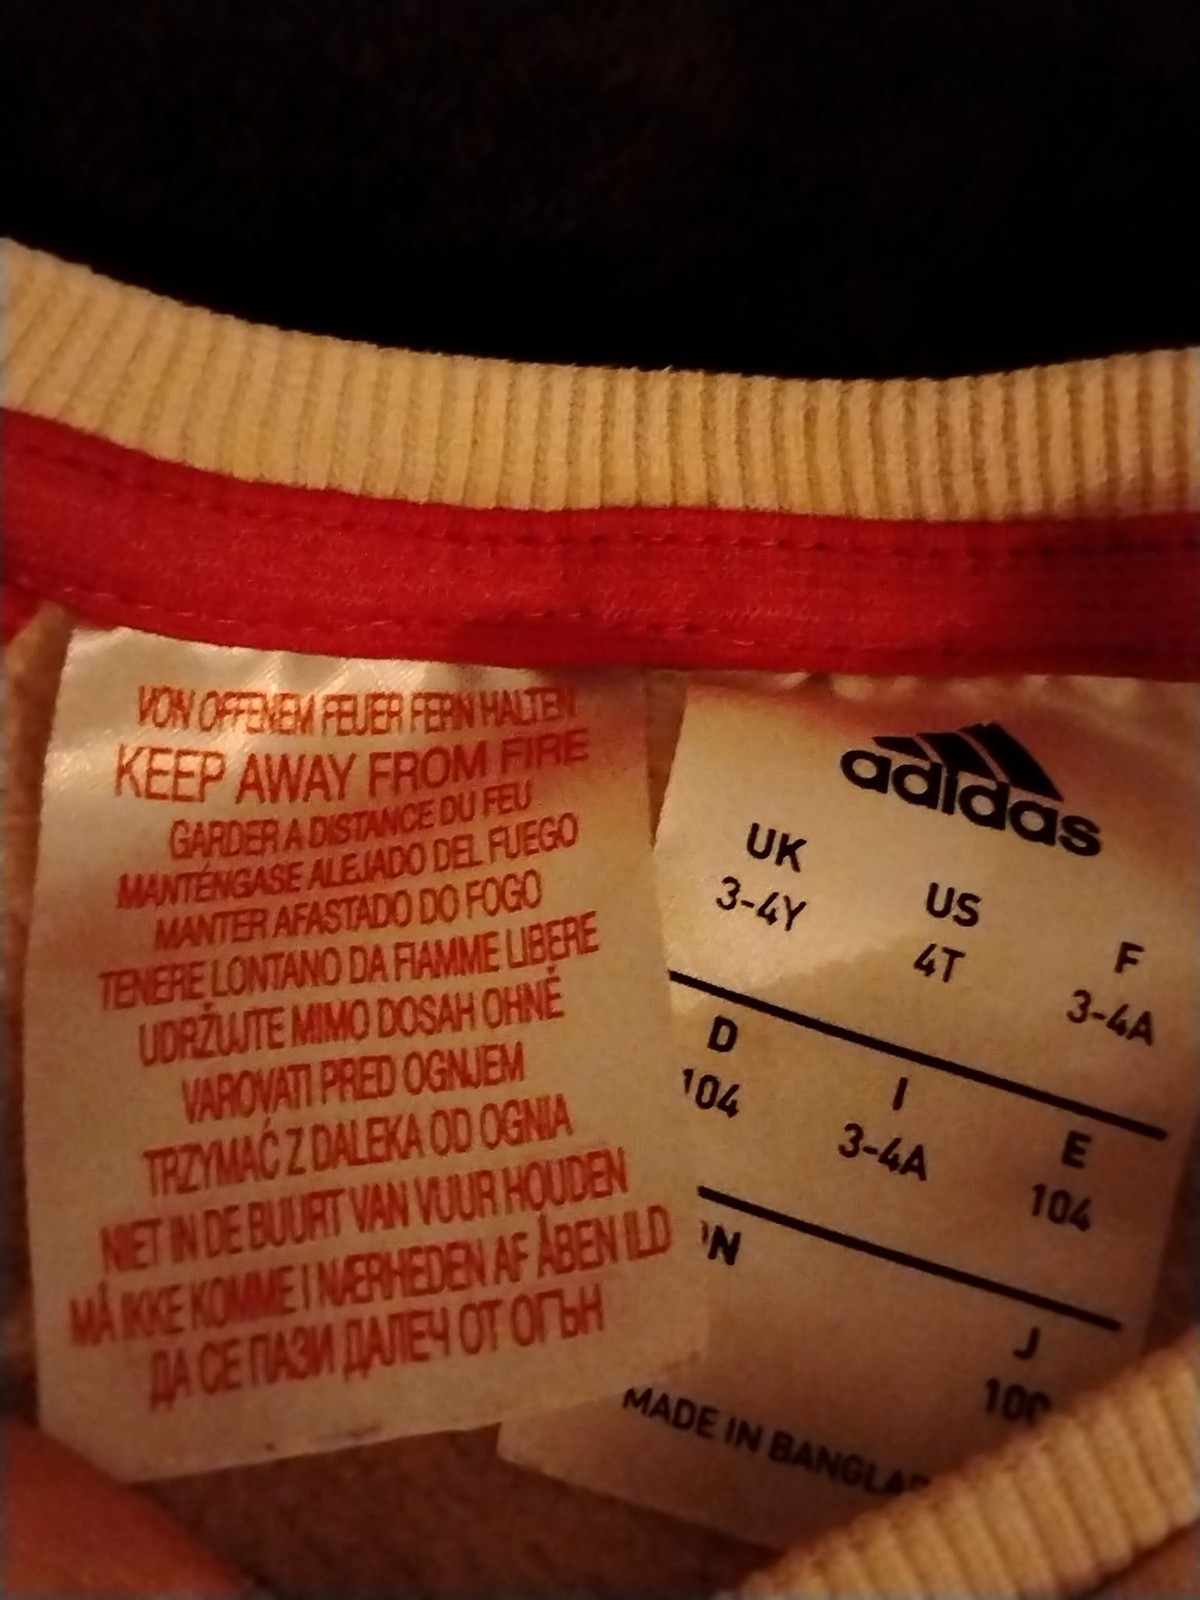 VON OFFENEM FEUER FERN HALTEN
KEEP AWAY FROM FIRE
GARDER A DISTANCE DU FEU
MANTÉNGASE ALEJADO DEL FUEGO
MANTER AFASTADO DO FOGO
TENERE LONTANO DA FIAMME LIBERE
UDRŽUJTE MIMO DOSAH OHNĚ
VAROVATI PRED OGNJEM
TRZYMAĆ Z DALEKA OD OGNIA
NIET IN DE BUURT VAN VUUR HOUDEN
MÅ IKKE KOMME I NÆRHEDEN AF ÅBEN ILD
ДА СЕ ПАЗИ ДАЛЕЧ ОТ ОГЪН
adidas
UK US F
3-4Y 4T 3-4A
D I E
104 3-4A 104
J
MADE IN